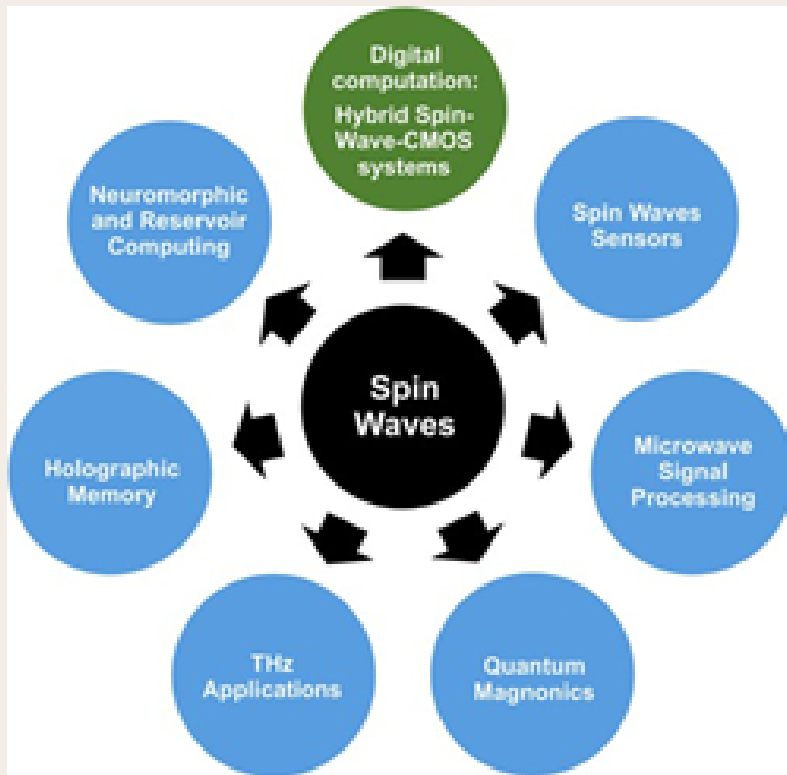 Digital
computation:
Hybrid Spin-
Wave-CMOS
systems
Neuromorphic
and Reservoir
Computing
Spin Waves
Sensors
Spin
Waves
Holographic
Memory
Microwave
Signal
Processing
THz
Applications
Quantum
Magnonics